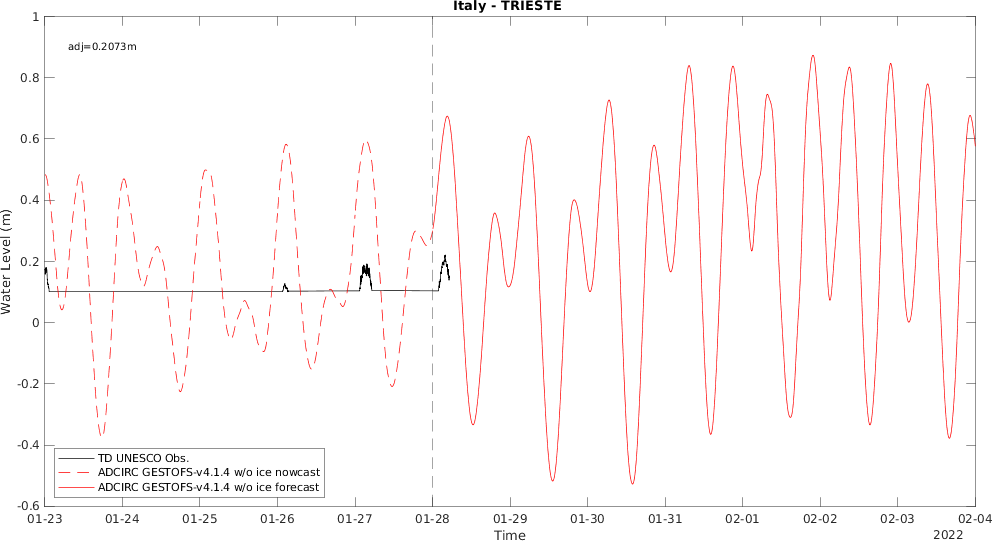 Italy - TRIESTE
adj=0.2073m
Water Level (m)
1
0.8
0.6
0.4
0.2
0
-0.2
-0.4
-0.6
TD UNESCO Obs.
ADCIRC GESTOFS-v4.1.4 w/o ice nowcast
ADCIRC GESTOFS-v4.1.4 w/o ice forecast
01-23 01-24 01-25 01-26 01-27 01-28 01-29 01-30 01-31 02-01 02-02 02-03 02-04
Time
2022